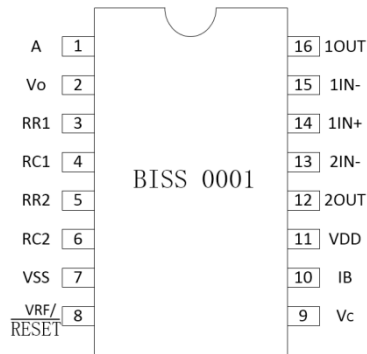 A 1 16 1OUT
Vo 2 15 1IN-
RR1 3 14 1IN+
RC1 4 13 2IN-
BISS 0001
RR2 5 12 2OUT
RC2 6 11 VDD
VSS 7 10 IB
VRF/
RESET 8 9 Vc